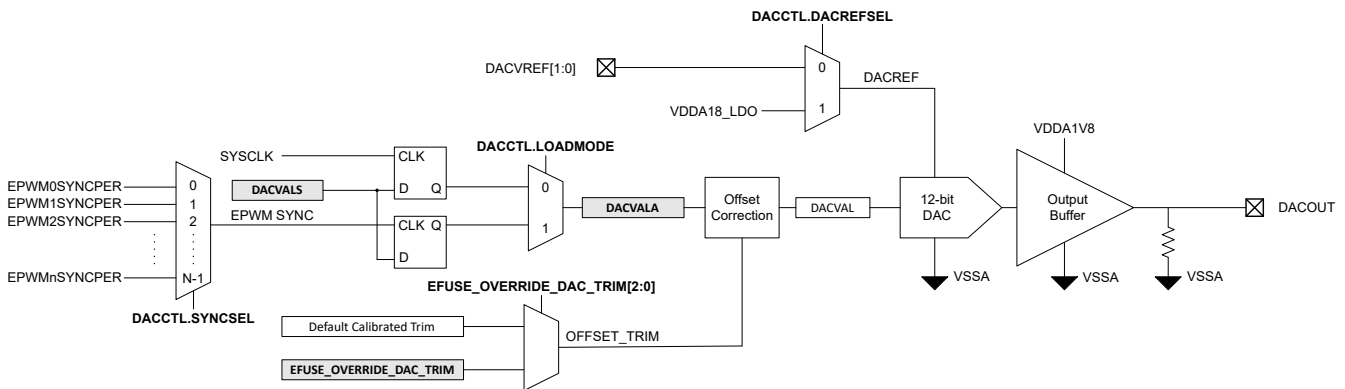 DACCTL.DACREFSEL
DACVREF[1:0]
0
DACREF
VDDA18_LDO
1
VDDA1V8
SYSCLK
CLK
D
Q
DACCTL.LOADMODE
0
1
DACVALS
EPWM0SYNCPER
EPWM1SYNCPER
EPWM2SYNCPER
EPWMnSYNCPER
0
1
2
N-1
EPWM SYNC
CLK
Q
D
DACVALA
Offset
Correction
DACVAL
12-bit
DAC
Output
Buffer
DACOUT
VSSA
VSSA
VSSA
DACCTL.SYNCSEL
EFUSE_OVERRIDE_DAC_TRIM[2:0]
Default Calibrated Trim
OFFSET_TRIM
EFUSE_OVERRIDE_DAC_TRIM